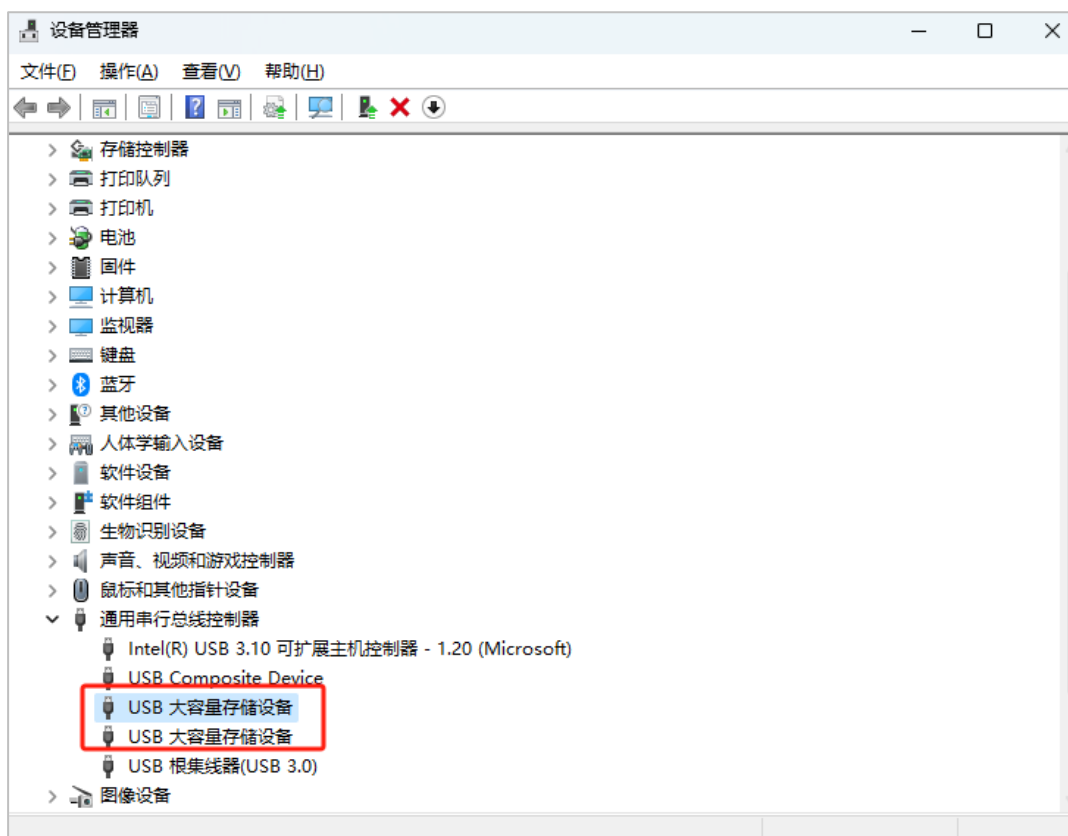 设备管理器
文件(F) 操作(A) 查看(V) 帮助(H)
存储控制器
打印队列
打印机
电池
固件
计算机
监视器
键盘
蓝牙
其他设备
人体学输入设备
软件设备
软件组件
生物识别设备
声音、视频和游戏控制器
鼠标和其他指针设备
通用串行总线控制器
Intel(R) USB 3.10 可扩展主机控制器 - 1.20 (Microsoft)
USB Composite Device
USB 大容量存储设备
USB 大容量存储设备
USB 根集线器(USB 3.0)
图像设备